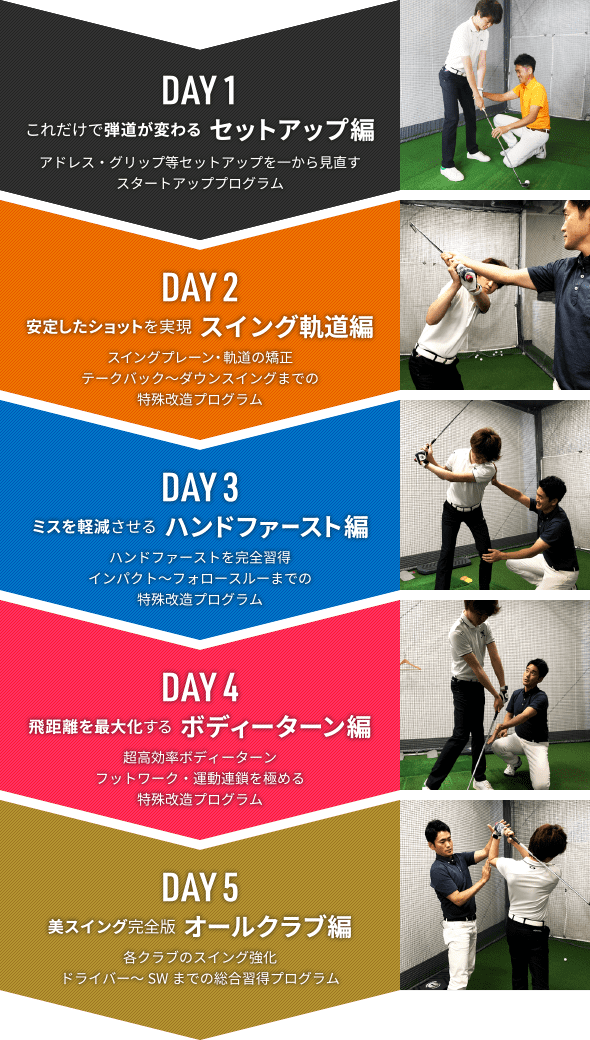 DAY 1
これだけで弾道が変わる セットアップ編
アドレス・グリップ等セットアップを一から見直す
スタートアッププログラム
DAY 2
安定したショットを実現 スイング軌道編
スイングプレーン・軌道の矯正
テークバック〜ダウンスイングまでの
特殊改造プログラム
DAY 3
ミスを軽減させる ハンドファースト編
ハンドファーストを完全習得
インパクト〜フォロースルーまでの
特殊改造プログラム
DAY 4
飛距離を最大化する ボディーターン編
超高効率ボディーターン
フットワーク・運動連鎖を極める
特殊改造プログラム
DAY 5
美スイング完全版 オールクラブ編
各クラブのスイング強化
ドライバー〜 SW までの総合習得プログラム